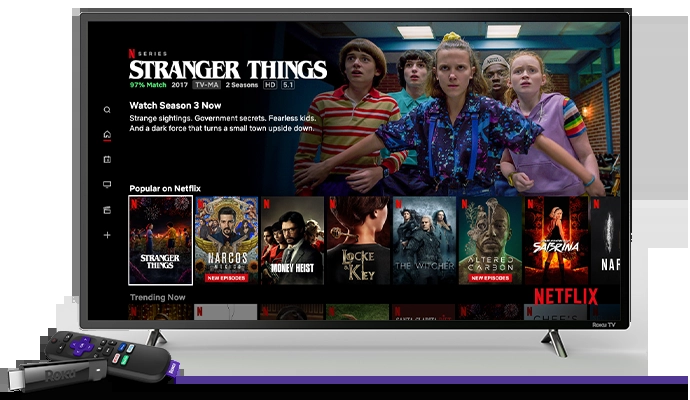 N SERIES
STRANGER THINGS
97% Match 2017 TV-MA 2 Seasons HD 5.1
Watch Season 3 Now
Strange sightings. Government secrets. Fearless kids.
And a dark force that turns a small town upside down.
Popular on Netflix
N N N N N N
STRANGER THINGS
NARCOS MEXICO
NEW EPISODES
MONEY HEIST
LOCKE & KEY
THE WITCHER
ALTERED CARBON
NEW EPISODES
SABRINA
NAR
NETFLIX
Trending Now
CHEF'S
Roku TV
Roku
Roku